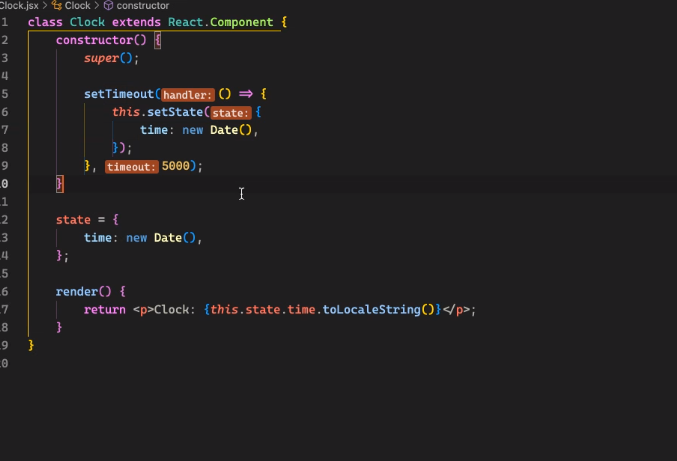 Clock.jsx > Clock > constructor
1 class Clock extends React.Component {
2 constructor() {
3 super();
4
5 setTimeout(handler: () => {
6 this.setState(state: {
7 time: new Date(),
8 });
9 }, timeout: 5000);
0 }
1
2 state = {
3 time: new Date(),
4 };
5
6 render() {
7 return <p>Clock: {this.state.time.toLocaleString()}</p>;
8 }
9 }
0